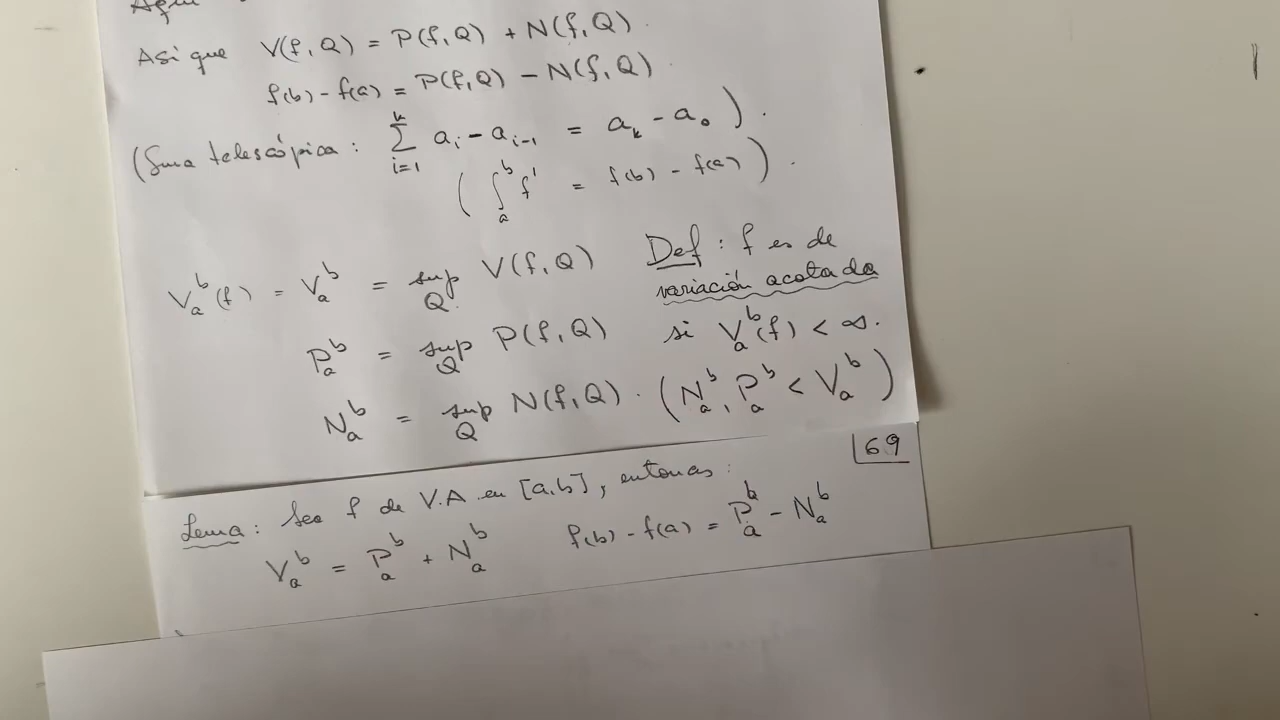 Aquí
Asi que V(f,Q) = P(f,Q) + N(f,Q).
f(b) - f(a) = P(f,Q) - N(f,Q)
(Suma telescópica: ∑_{i=1}^{k} a_i - a_{i-1} = a_k - a_0).
(∫_a^b f' = f(b) - f(a)).
V_a^b(f) = V_a^b = sup_Q V(f,Q)
P_a^b = sup_Q P(f,Q)
N_a^b = sup_Q N(f,Q).
Def: f es de
variación acotada
si V_a^b(f) < ∞.
(N_a^b, P_a^b < V_a^b)
69
Lema: Sea f de V.A en [a,b], entonces:
V_a^b = P_a^b + N_a^b f(b) - f(a) = P_a^b - N_a^b